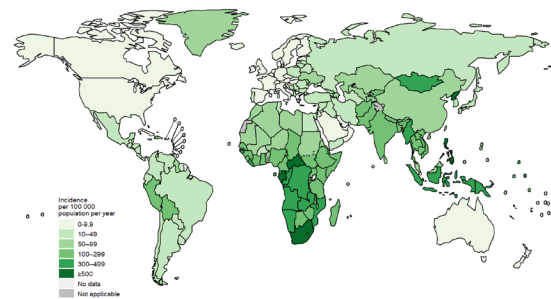 Incidence
per 100 000
population per year
0–9.9
10–49
50–99
100–299
300–499
≥500
No data
Not applicable